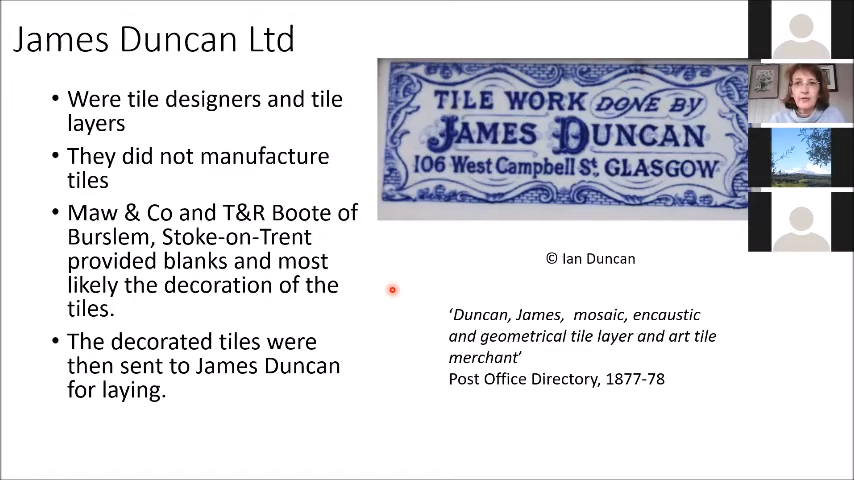 James Duncan Ltd
• Were tile designers and tile
layers
• They did not manufacture
tiles
• Maw & Co and T&R Boote of
Burslem, Stoke-on-Trent
provided blanks and most
likely the decoration of the
tiles.
• The decorated tiles were
then sent to James Duncan
for laying.
TILE WORK DONE BY
JAMES DUNCAN
106 West Campbell St. GLASGOW
© Ian Duncan
‘Duncan, James, mosaic, encaustic
and geometrical tile layer and art tile
merchant’
Post Office Directory, 1877-78